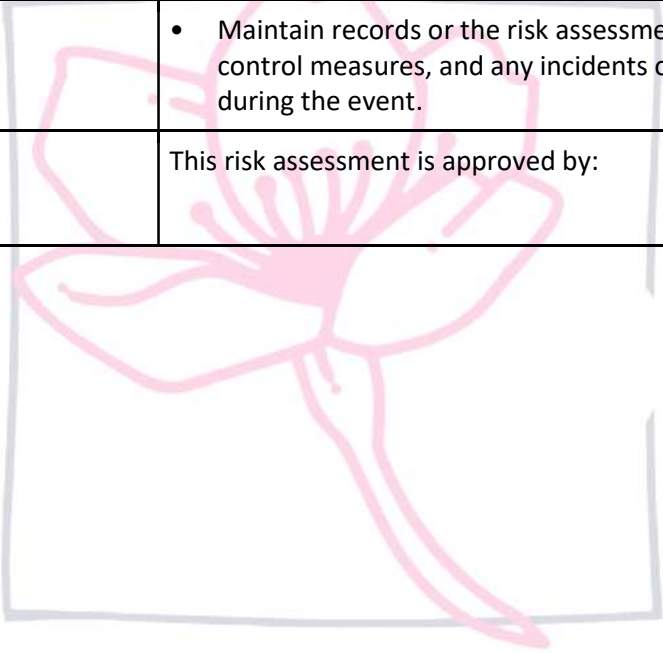 • Maintain records or the risk assessme
control measures, and any incidents
during the event.
This risk assessment is approved by: